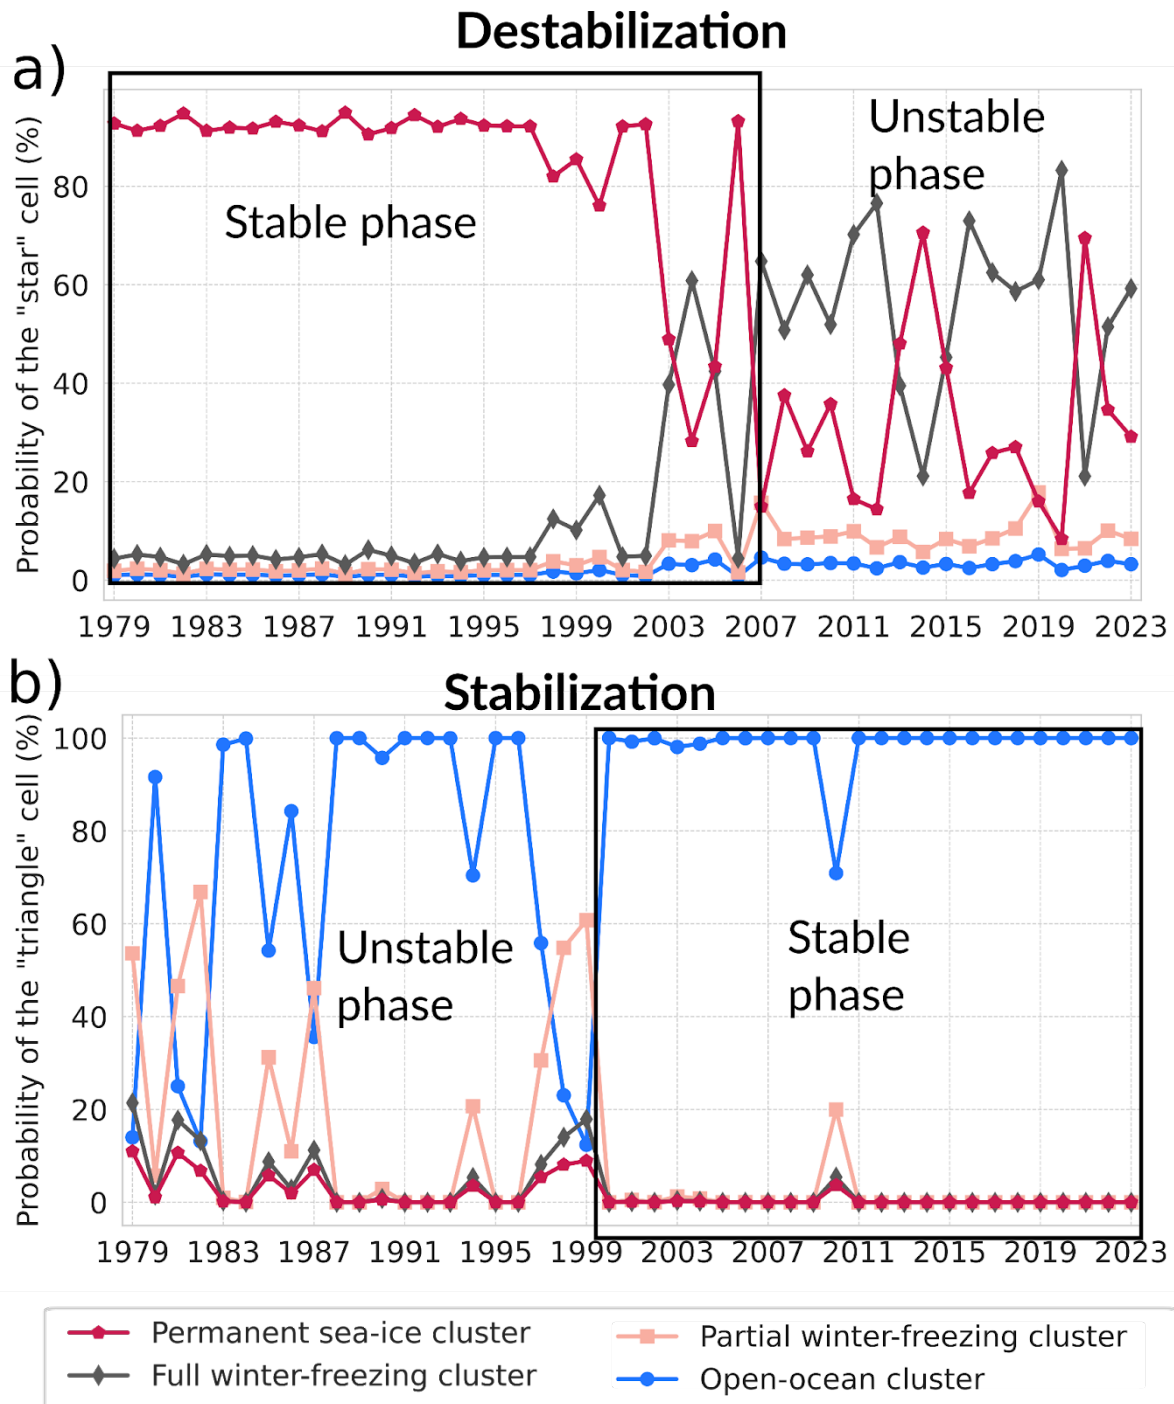 Destabilization
a)
Probability of the "star" cell (%)
80
60
40
20
0
Stable phase
Unstable
phase
1979 1983 1987 1991 1995 1999 2003 2007 2011 2015 2019 2023
b)
Stabilization
Probability of the "triangle" cell (%)
100
80
60
40
20
0
Unstable
phase
Stable
phase
1979 1983 1987 1991 1995 1999 2003 2007 2011 2015 2019 2023
Permanent sea-ice cluster
Full winter-freezing cluster
Partial winter-freezing cluster
Open-ocean cluster